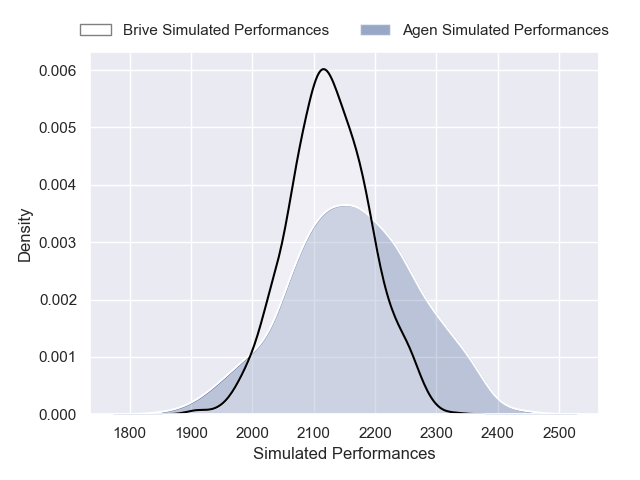 Brive Simulated Performances Agen Simulated Performances
0.006
0.005
0.004
0.003
0.002
0.001
0.000
Density
1800 1900 2000 2100 2200 2300 2400 2500
Simulated Performances